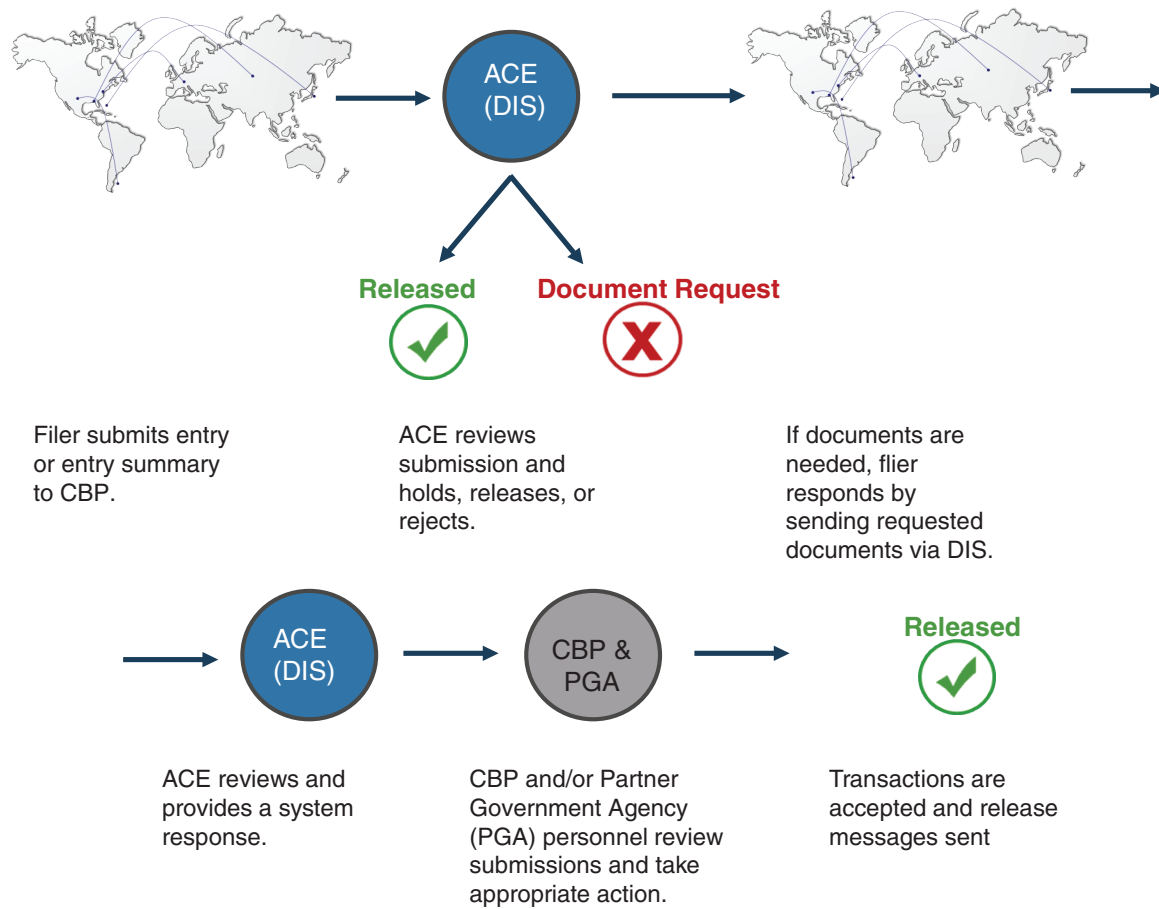 ACE
(DIS)
Released
Document Request
X
Filer submits entry
or entry summary
to CBP.
ACE reviews
submission and
holds, releases, or
rejects.
If documents are
needed, flier
responds by
sending requested
documents via DIS.
ACE
(DIS)
CBP &
PGA
Released
ACE reviews and
provides a system
response.
CBP and/or Partner
Government Agency
(PGA) personnel review
submissions and take
appropriate action.
Transactions are
accepted and release
messages sent